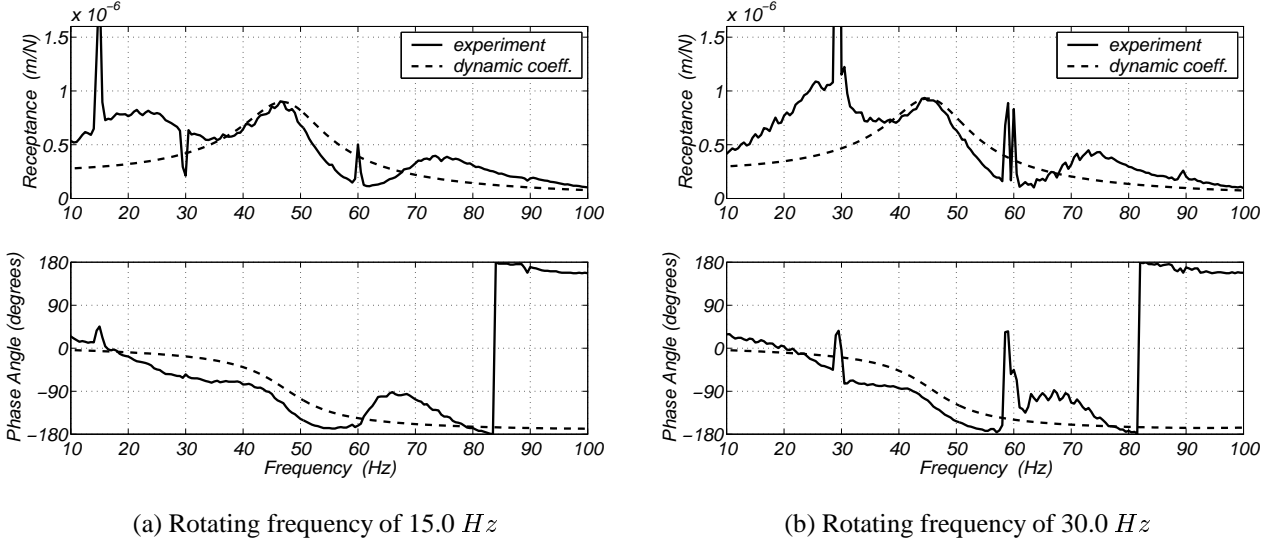 x 10⁻⁶
Receptance (m/N)
1.5
1
0.5
0
experiment
dynamic coeff.
10 20 30 40 50 60 70 80 90 100
Phase Angle (degrees)
180
90
0
−90
−180
10 20 30 40 50 60 70 80 90 100
Frequency (Hz)
(a) Rotating frequency of 15.0 Hz
x 10⁻⁶
Receptance (m/N)
1.5
1
0.5
0
experiment
dynamic coeff.
10 20 30 40 50 60 70 80 90 100
Phase Angle (degrees)
180
90
0
−90
−180
10 20 30 40 50 60 70 80 90 100
Frequency (Hz)
(b) Rotating frequency of 30.0 Hz